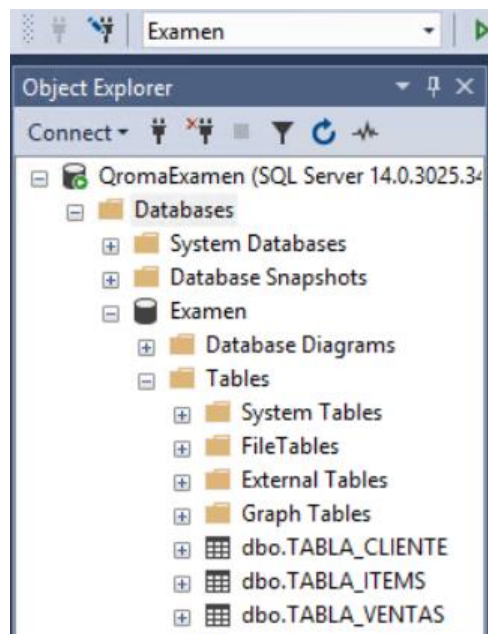 Examen
Object Explorer
Connect
QromaExamen (SQL Server 14.0.3025.34
Databases
System Databases
Database Snapshots
Examen
Database Diagrams
Tables
System Tables
FileTables
External Tables
Graph Tables
dbo.TABLA_CLIENTE
dbo.TABLA_ITEMS
dbo.TABLA_VENTAS